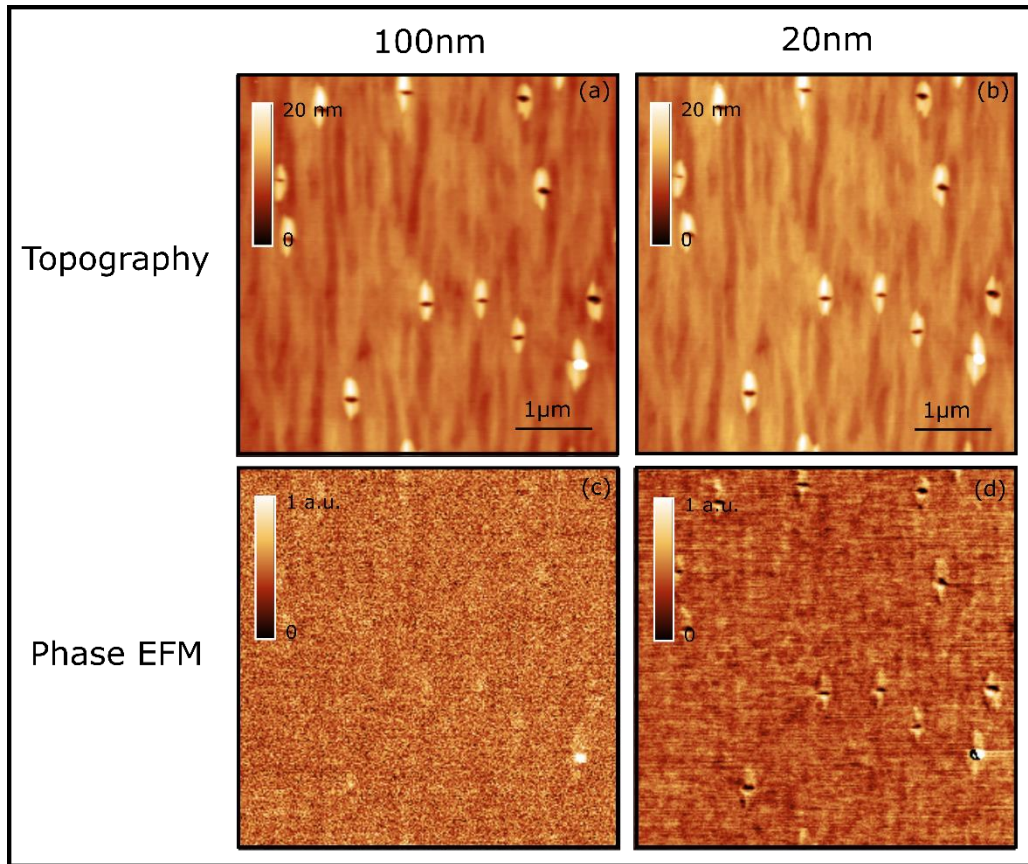 100nm
20nm
Topography
(a)
20 nm
0
1μm
(b)
20 nm
0
1μm
Phase EFM
(c)
1 a.u.
0
(d)
1 a.u.
0